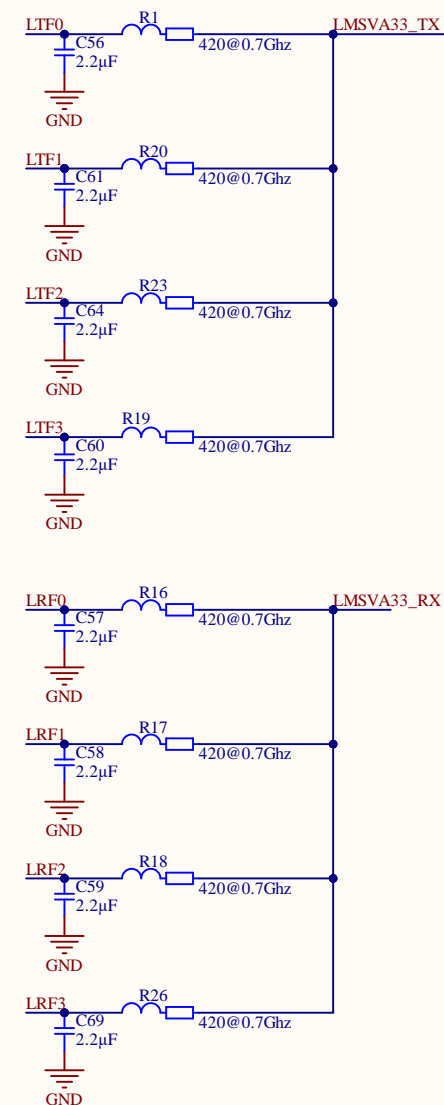 LTF0 R1 LMSVA33_TX
C56 420@0.7Ghz
2.2µF
GND
LTF1 R20
C61 420@0.7Ghz
2.2µF
GND
LTF2 R23
C64 420@0.7Ghz
2.2µF
GND
LTF3 R19
C60 420@0.7Ghz
2.2µF
GND
LRF0 R16 LMSVA33_RX
C57 420@0.7Ghz
2.2µF
GND
LRF1 R17
C58 420@0.7Ghz
2.2µF
GND
LRF2 R18
C59 420@0.7Ghz
2.2µF
GND
LRF3 R26
C69 420@0.7Ghz
2.2µF
GND